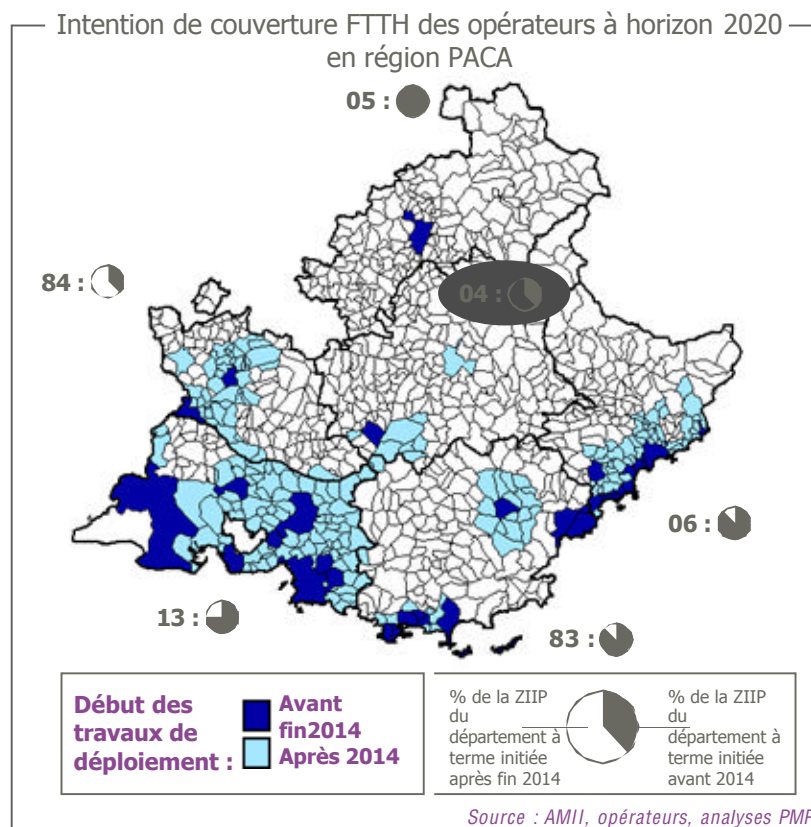 Intention de couverture FTTH des opérateurs à horizon 2020
en région PACA
05 :
84 :
04 :
06 :
13 :
83 :
Début des
travaux de
déploiement :
Avant
fin2014
Après 2014
% de la ZIIP
du
département à
terme initiée
après fin 2014
% de la ZIIP
du
département à
terme initiée
avant 2014
Source : AMII, opérateurs, analyses PMP